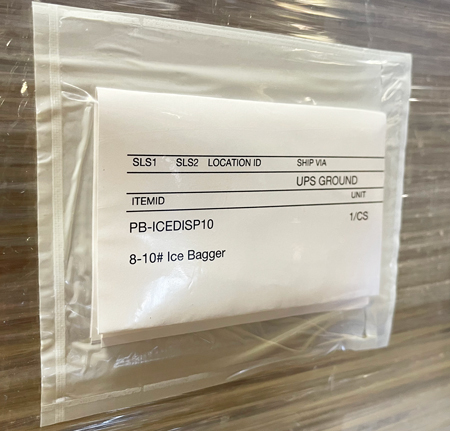 SLS1 SLS2 LOCATION ID SHIP VIA
UPS GROUND
ITEMID UNIT
PB-ICEDISP10 1/CS
8-10# Ice Bagger